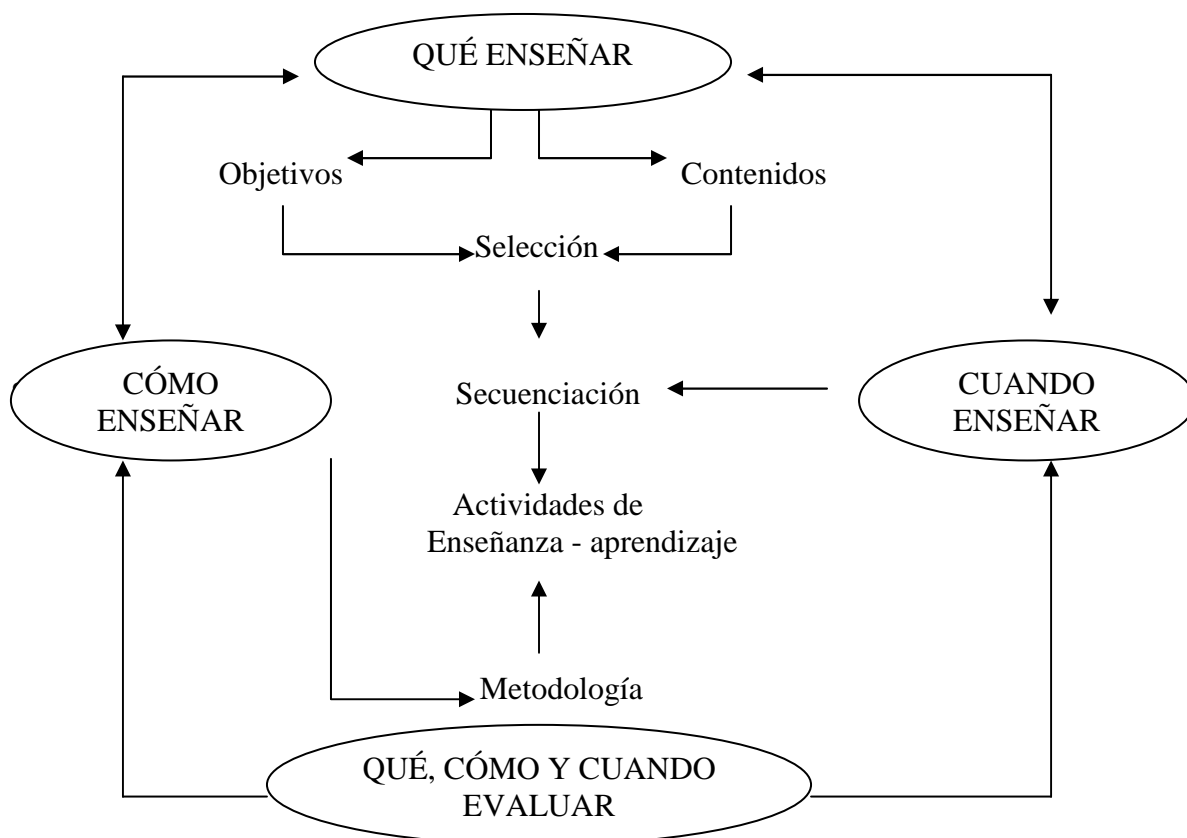 QUÉ ENSEÑAR
Objetivos
Contenidos
Selección
CÓMO
ENSEÑAR
Secuenciación
CUANDO
ENSEÑAR
Actividades de
Enseñanza - aprendizaje
Metodología
QUÉ, CÓMO Y CUANDO
EVALUAR